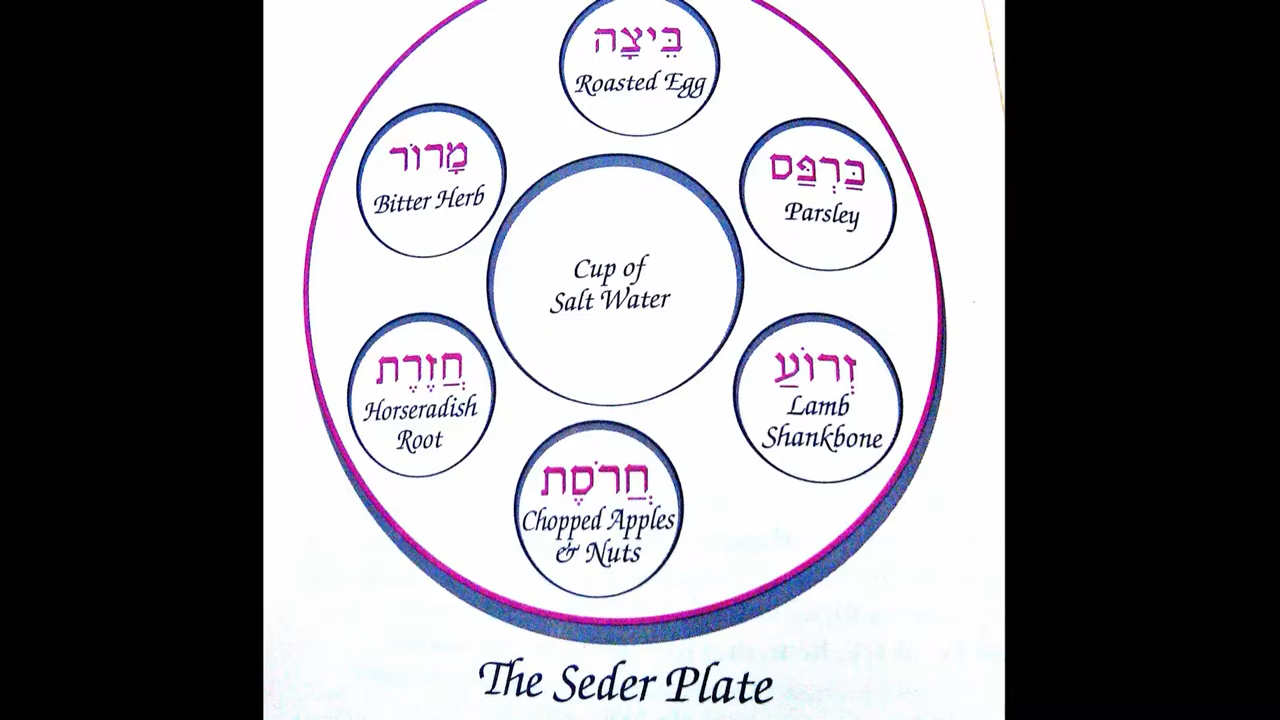 בֵּיצָה
Roasted Egg
מָרוֹר
Bitter Herb
כַּרְפַּס
Parsley
Cup of
Salt Water
חֲזֶרֶת
Horseradish
Root
זְרוֹעַ
Lamb
Shankbone
חֲרֹסֶת
Chopped Apples
& Nuts
The Seder Plate